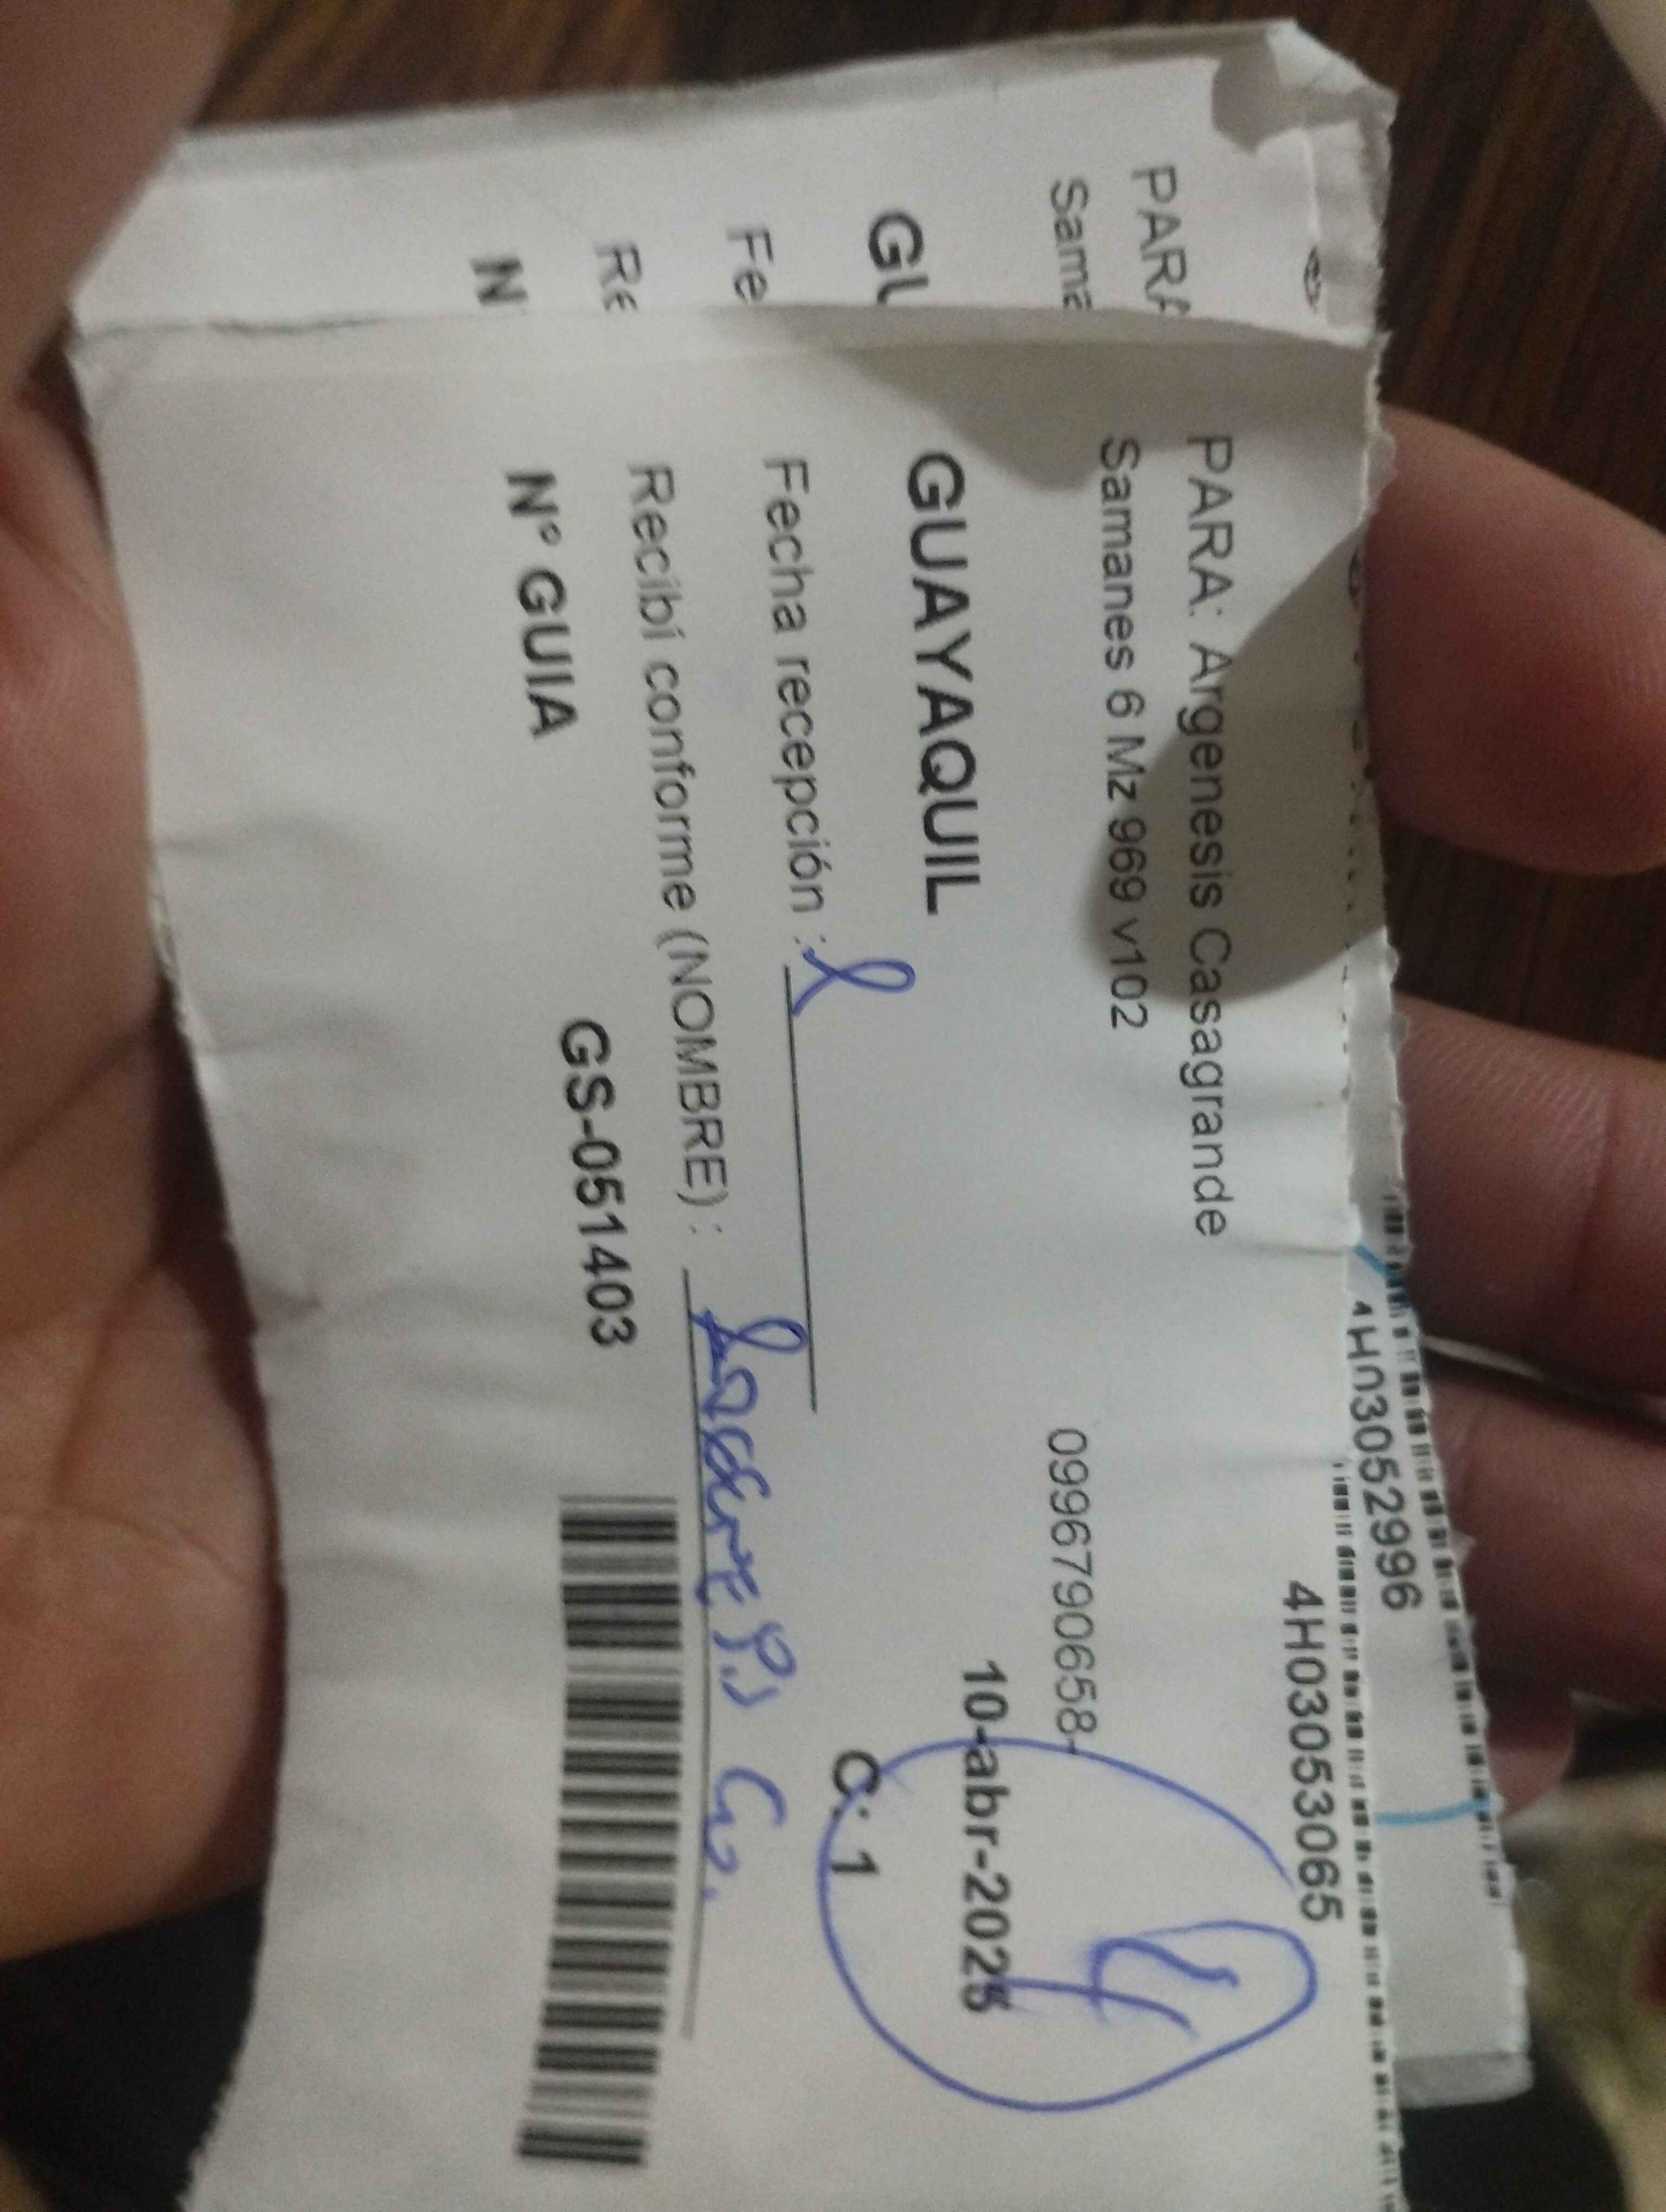 PARA
Sama
GU
Fe
Re
N
4H03052996
4H03053065
PARA: Argenesis Casagrande
Samanes 6 Mz 969 v102
0996790658-
GUAYAQUIL
10-abr-2025
C: 1
Fecha recepción :
Recibí conforme (NOMBRE) :
Nº GUIA GS-051403